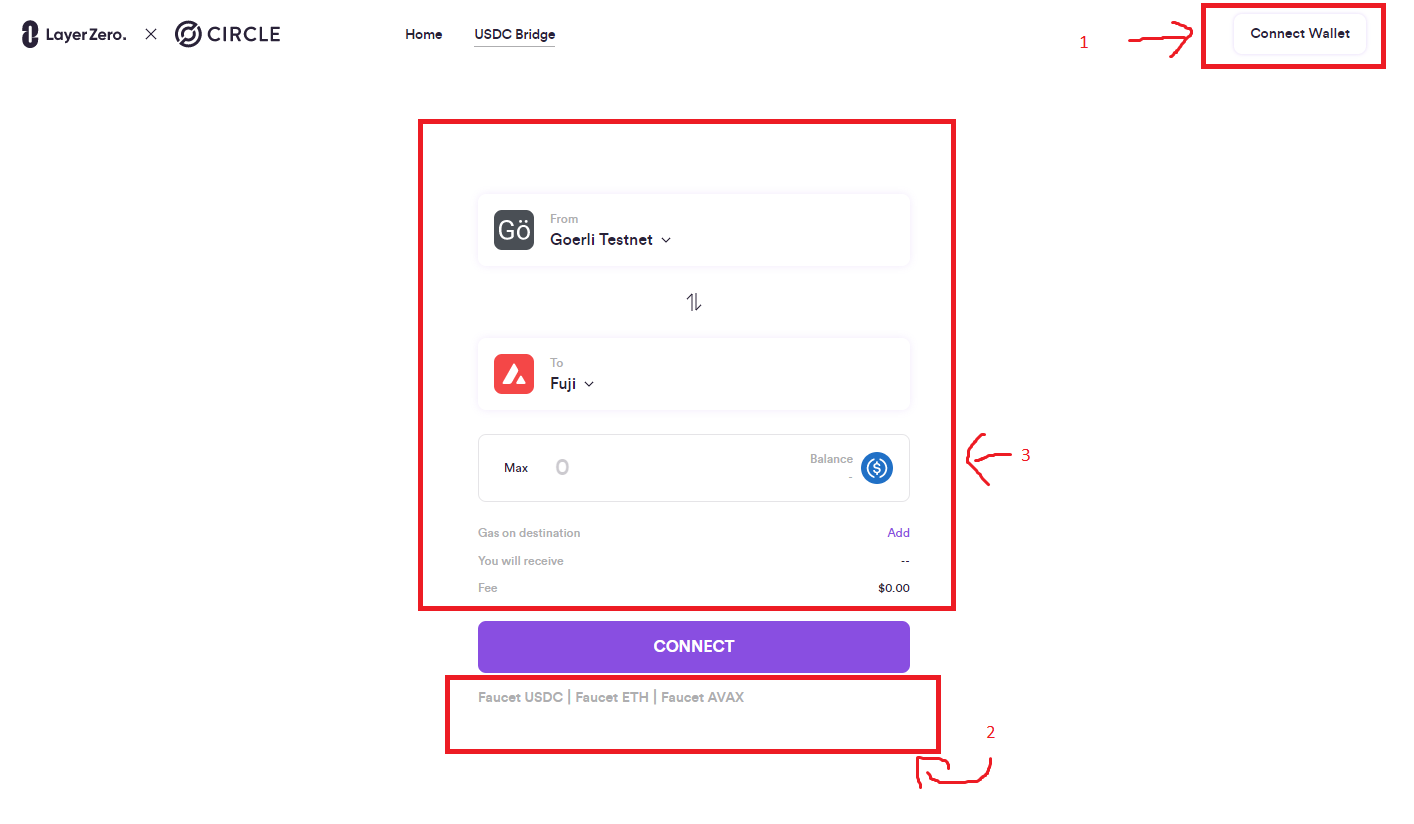 LayerZero. × CIRCLE Home USDC Bridge 1 Connect Wallet
Gö From
Goerli Testnet
To
Fuji
Max 0 Balance
-
3
Gas on destination Add
You will receive --
Fee $0.00
CONNECT
Faucet USDC | Faucet ETH | Faucet AVAX
2